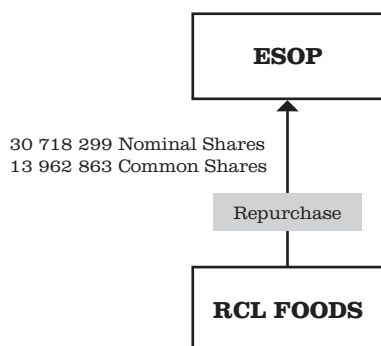 ESOP
30 718 299 Nominal Shares
13 962 863 Common Shares
Repurchase
RCL FOODS